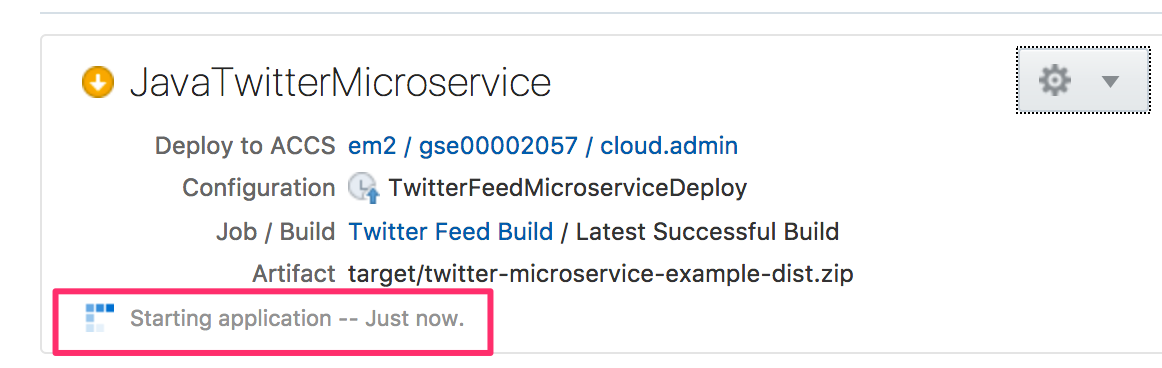 JavaTwitterMicroservice
Deploy to ACCS em2 / gse00002057 / cloud.admin
Configuration TwitterFeedMicroserviceDeploy
Job / Build Twitter Feed Build / Latest Successful Build
Artifact target/twitter-microservice-example-dist.zip
Starting application -- Just now.